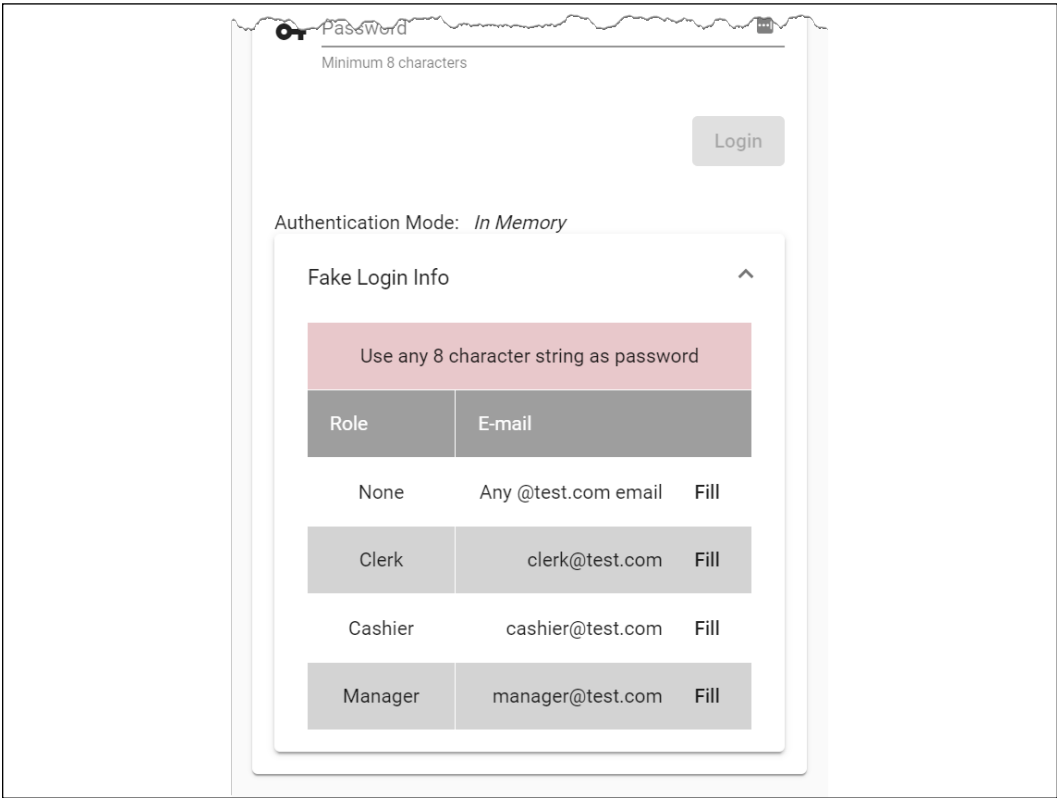 Password
Minimum 8 characters
Login
Authentication Mode: In Memory
Fake Login Info
Use any 8 character string as password
Role E-mail
None Any @test.com email Fill
Clerk clerk@test.com Fill
Cashier cashier@test.com Fill
Manager manager@test.com Fill